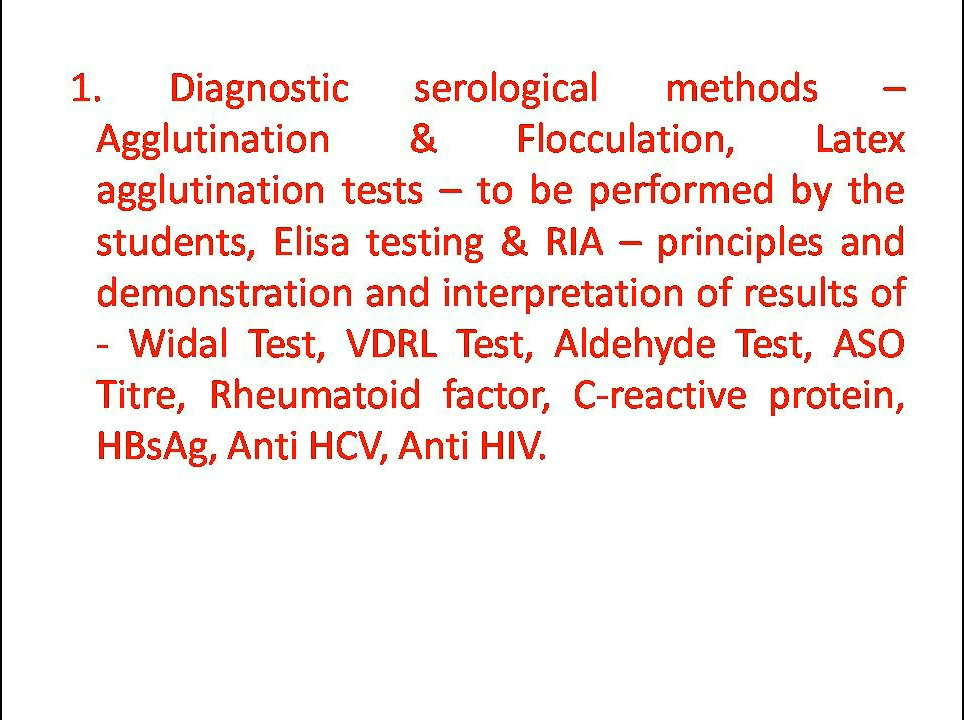 1. Diagnostic serological methods –
Agglutination & Flocculation, Latex
agglutination tests – to be performed by the
students, Elisa testing & RIA – principles and
demonstration and interpretation of results of
- Widal Test, VDRL Test, Aldehyde Test, ASO
Titre, Rheumatoid factor, C-reactive protein,
HBsAg, Anti HCV, Anti HIV.